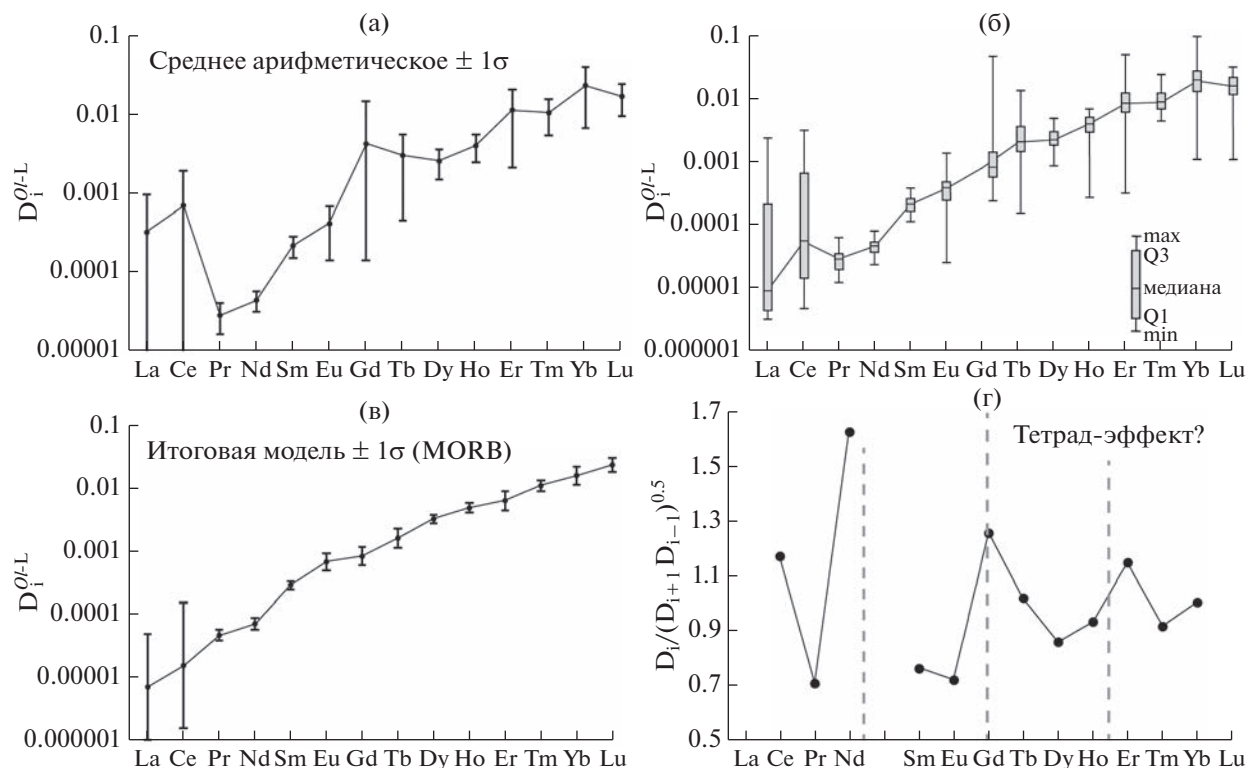 (а)
0.1
Среднее арифметическое ± 1σ
0.01
0.001
0.0001
0.00001
D_i^{Ol-L}
La Ce Pr Nd Sm Eu Gd Tb Dy Ho Er Tm Yb Lu
(б)
0.1
0.01
0.001
0.0001
0.00001
0.000001
D_i^{Ol-L}
max
Q3
медиана
Q1
min
La Ce Pr Nd Sm Eu Gd Tb Dy Ho Er Tm Yb Lu
(в)
0.1
Итоговая модель ± 1σ (MORB)
0.01
0.001
0.0001
0.00001
0.000001
D_i^{Ol-L}
La Ce Pr Nd Sm Eu Gd Tb Dy Ho Er Tm Yb Lu
(г)
1.7
Тетрад-эффект?
1.5
1.3
1.1
0.9
0.7
0.5
D_i/(D_{i+1} D_{i−1})^{0.5}
La Ce Pr Nd Sm Eu Gd Tb Dy Ho Er Tm Yb Lu